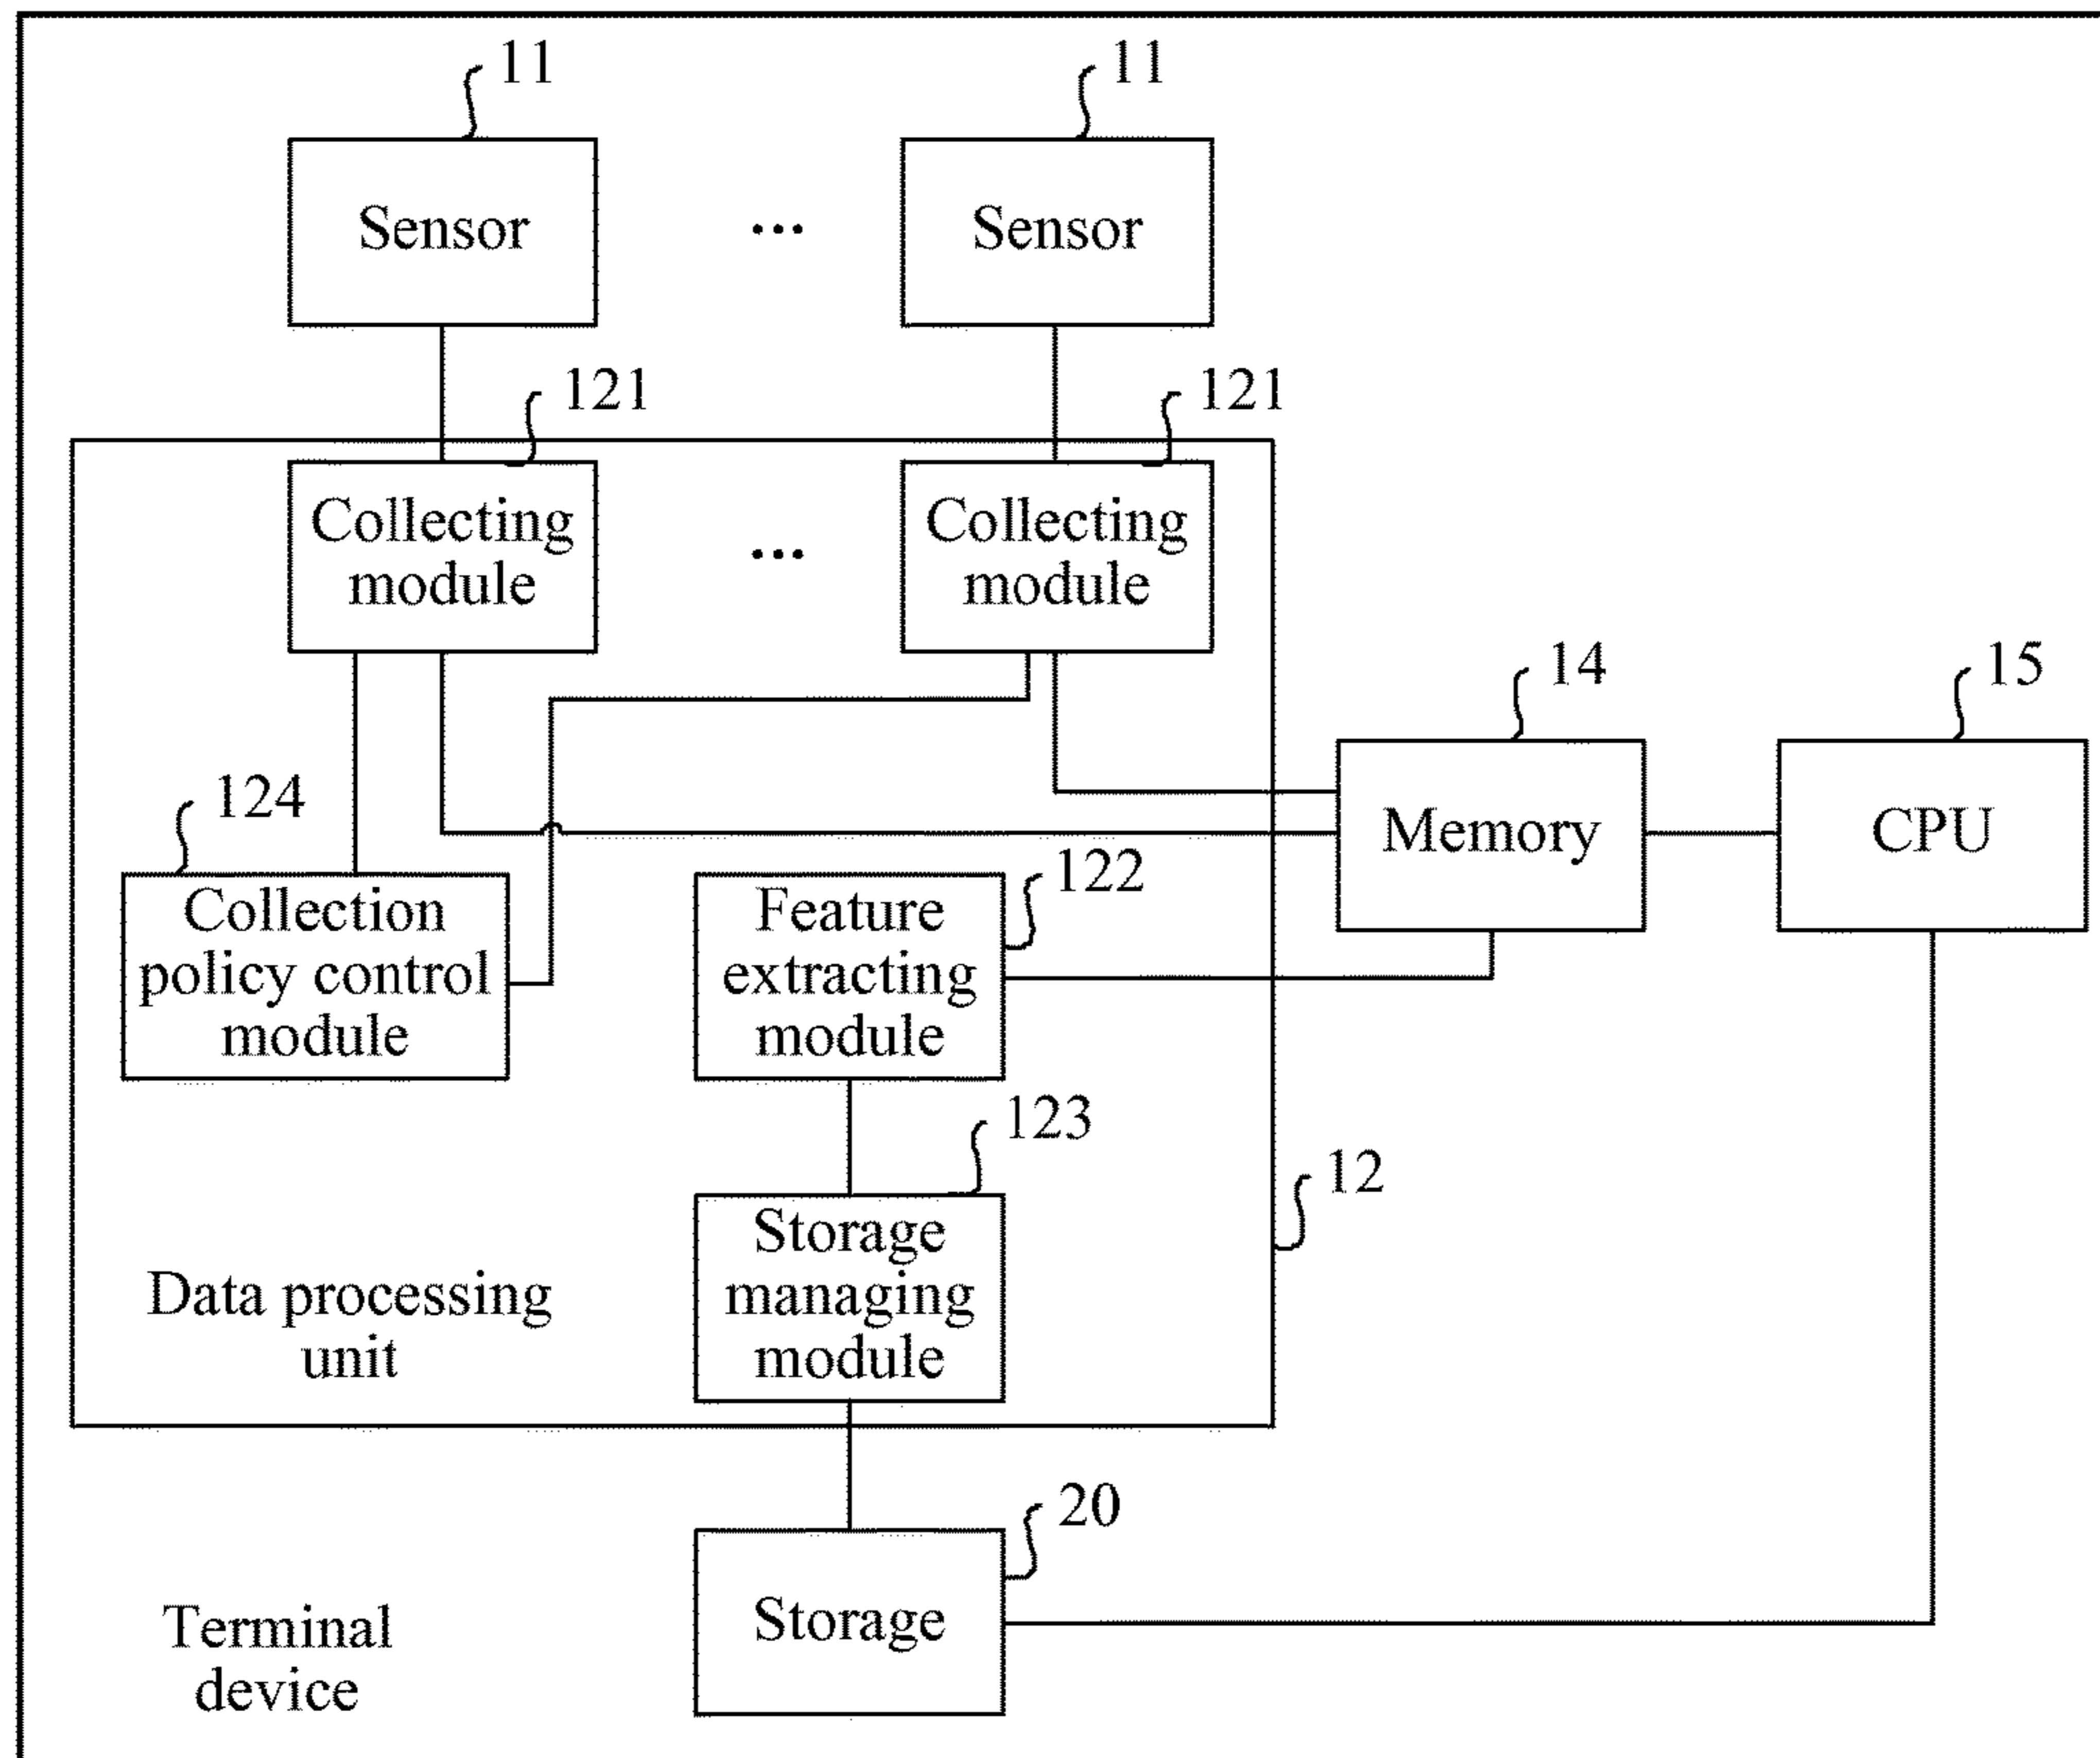 11
11
Sensor
...
Sensor
121
121
Collecting
module
...
Collecting
module
14
15
124
Memory
CPU
122
Collection
policy control
module
Feature
extracting
module
123
12
Storage
managing
module
Data processing
unit
20
Storage
Terminal
device